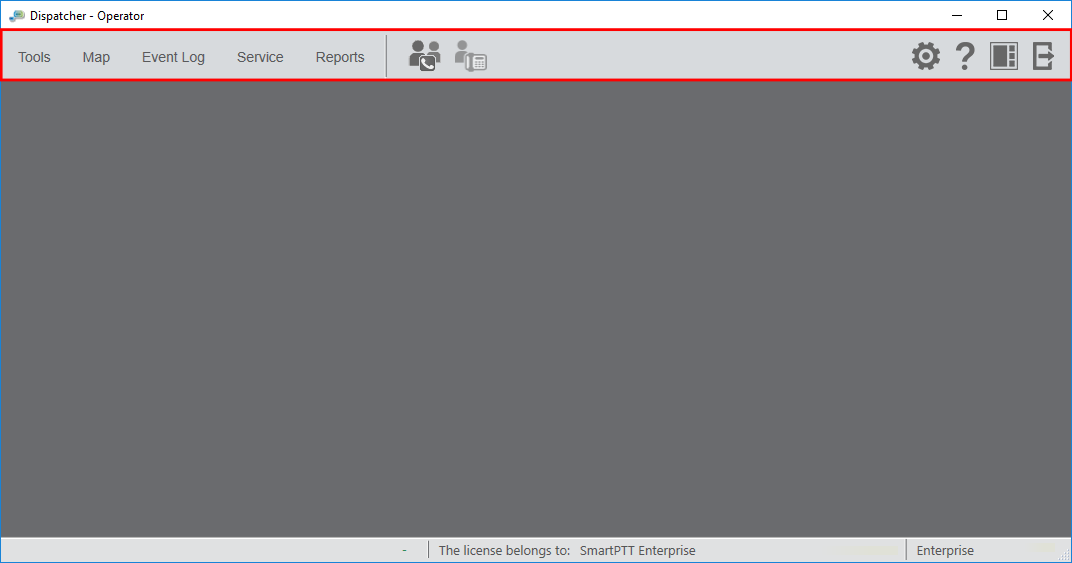 Dispatcher - Operator
Tools Map Event Log Service Reports
- The license belongs to: SmartPTT Enterprise Enterprise